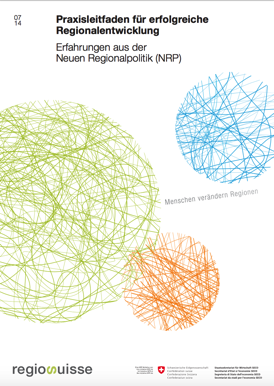 07
14
Praxisleitfaden für erfolgreiche
Regionalentwicklung
Erfahrungen aus der
Neuen Regionalpolitik (NRP)
Menschen verändern Regionen
regiosuisse